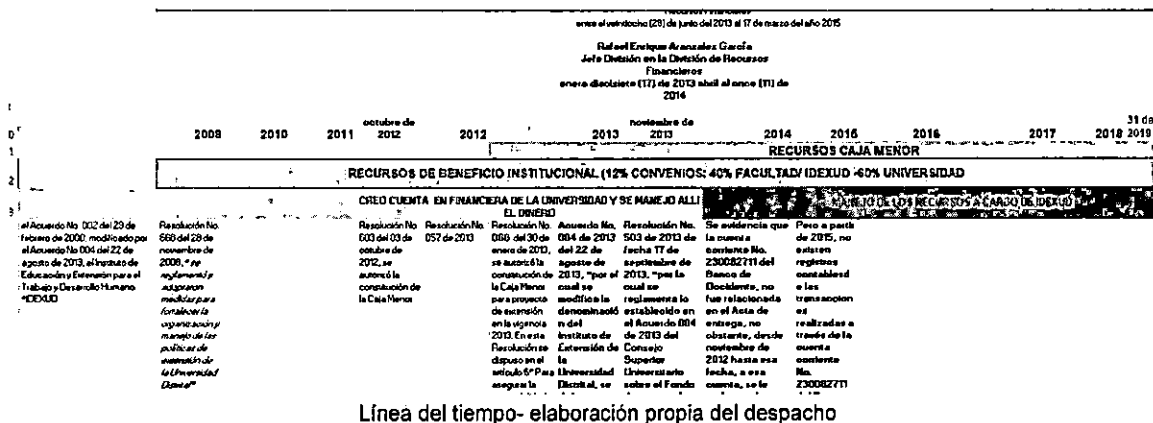 entre el veintiocho (28) de junio del 2013 al 17 de marzo del año 2015
Rafael Enrique Aranzalez García
Jefe División en la División de Recursos
Financieros
enero diecisiete (17) de 2013 abril al once (11) de
2014
octubre de
noviembre de
31 de
2008
2010
2011
2012
2012
2013
2013
2014
2015
2016
2017
2018
2019
1
RECURSOS CAJA MENOR
2
RECURSOS DE BENEFICIO INSTITUCIONAL (12% CONVENIOS: 40% FACULTAD/ IDEXUD -60% UNIVERSIDAD
3
CREO CUENTA EN FINANCIERA DE LA UNIVERSIDAD Y SE MANEJO ALLI
EL DINERO
MANEJO DE LOS RECURSOS A CARGO DE IDEXUD
el Acuerdo No. 002 del 29 de
febrero de 2000, modificado por
el Acuerdo No 004 del 22 de
agosto de 2013, el Instituto de
Educación y Extensión para el
Trabajo y Desarrollo Humano
"IDEXUD
Resolución No.
668 del 28 de
noviembre de
2008, " se
reglamentó y
adoptaron
medidas para
fortalecer la
organización y
manejo de las
políticas de
extensión de
la Universidad
Distrital"
Resolución No.
603 del 03 de
octubre de
2012, se
autorizó la
constitución de
la Caja Menor
Resolución No.
057 de 2013
Resolución No.
060 del 30 de
enero de 2013,
se autorizó la
constitución de
la Caja Menor
para proyecto
de extensión
en la vigencia
2013. En esta
Resolución se
dispuso en el
artículo 6° Para
asegurar la
Acuerdo No.
004 de 2013
del 22 de
agosto de
2013, "por el
cual se
modifica la
denominació
n del
Instituto de
Extensión de
la
Universidad
Distrital, se
Resolución No.
503 de 2013 de
fecha 17 de
septiembre de
2013, "por la
cual se
reglamenta lo
establecido en
el Acuerdo 004
de 2013 del
Consejo
Superior
Universitario
sobre el Fondo
Se evidencia que
la cuenta
corriente No.
230082711 del
Banco de
Occidente, no
fue relacionada
en el Acta de
entrega, no
obstante, desde
noviembre de
2012 hasta esa
fecha, a esa
cuenta, se le
Pero a partir
de 2015, no
existen
registros
contables d
e las
transaccion
es
realizadas a
través de la
cuenta
corriente
No.
230082711
Línea del tiempo- elaboración propia del despacho